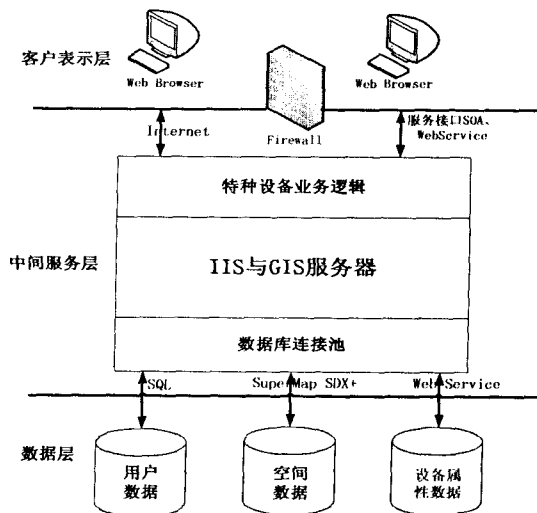 客户表示层
Web Browser
Web Browser
Internet
Firewall
服务接口SOA、
WebService
特种设备业务逻辑
中间服务层
IIS与GIS服务器
数据库连接池
SQL
SuperMap SDX+
Web Service
数据层
用户
数据
空间
数据
设备属
性数据